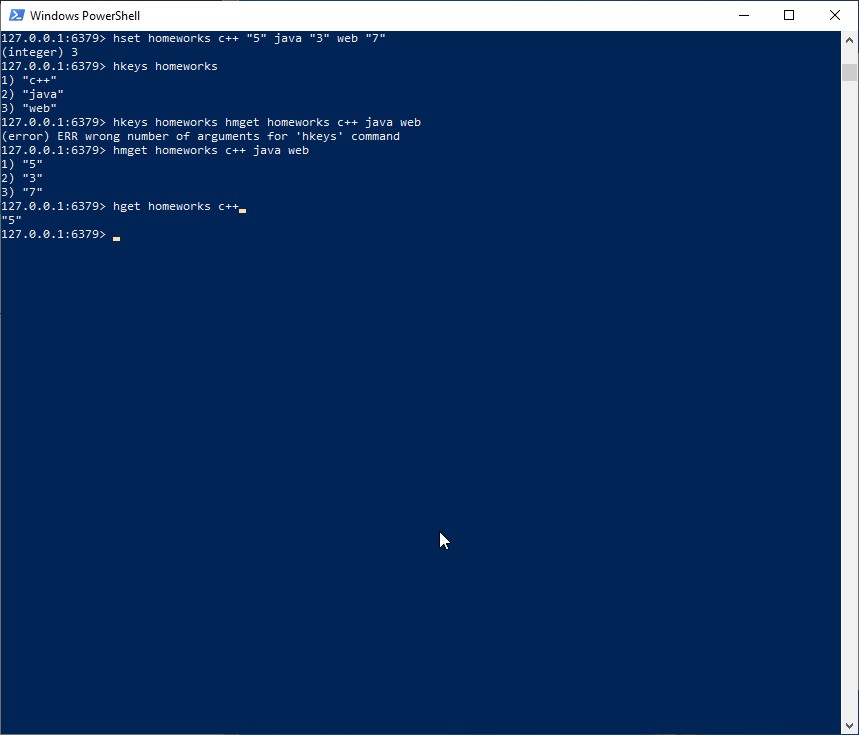 Windows PowerShell
127.0.0.1:6379> hset homeworks c++ "5" java "3" web "7"
(integer) 3
127.0.0.1:6379> hkeys homeworks
1) "c++"
2) "java"
3) "web"
127.0.0.1:6379> hkeys homeworks hmget homeworks c++ java web
(error) ERR wrong number of arguments for 'hkeys' command
127.0.0.1:6379> hmget homeworks c++ java web
1) "5"
2) "3"
3) "7"
127.0.0.1:6379> hget homeworks c++
"5"
127.0.0.1:6379>